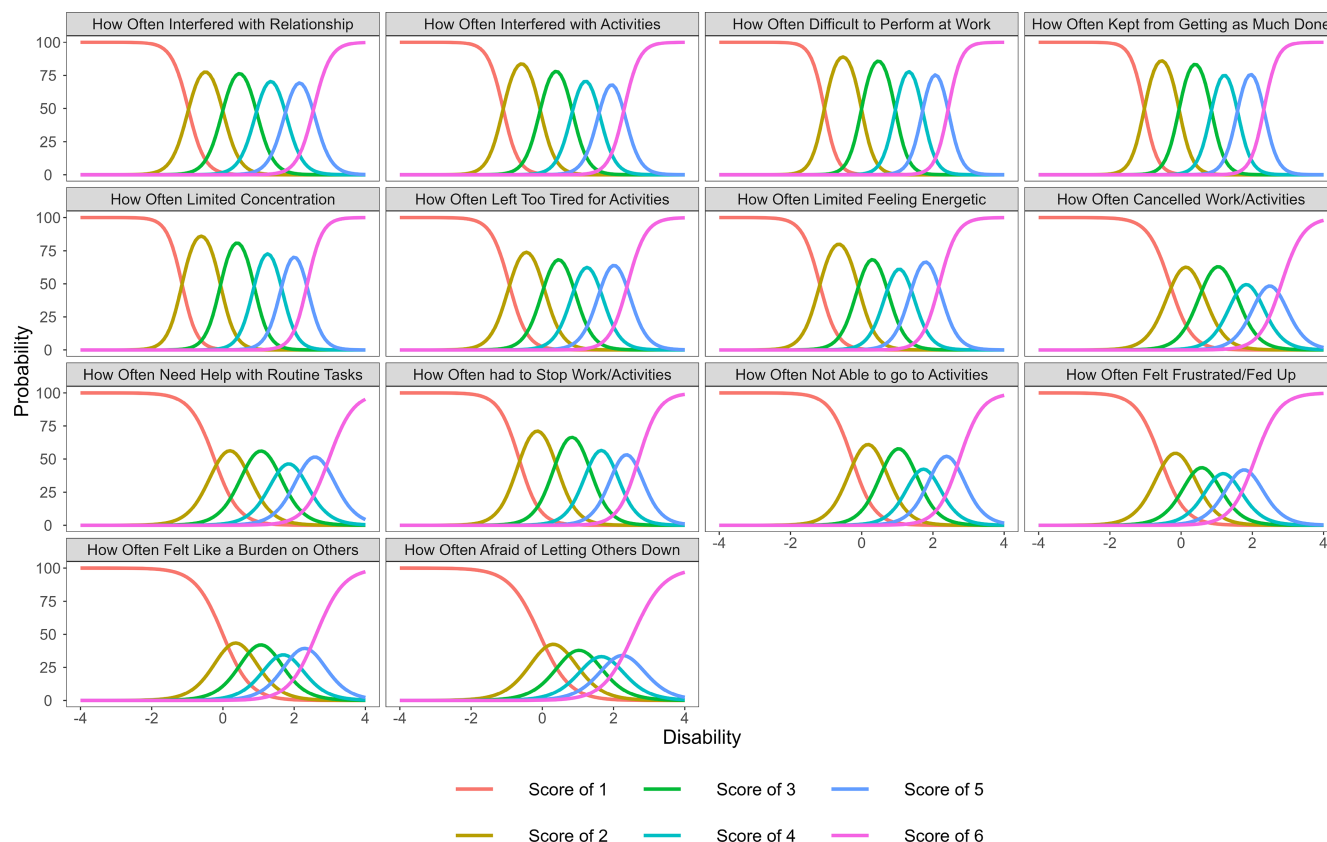 How Often Interfered with Relationship
How Often Interfered with Activities
How Often Difficult to Perform at Work
How Often Kept from Getting as Much Done
100
75
50
25
0
How Often Limited Concentration
How Often Left Too Tired for Activities
How Often Limited Feeling Energetic
How Often Cancelled Work/Activities
100
75
50
25
0
Probability
How Often Need Help with Routine Tasks
How Often had to Stop Work/Activities
How Often Not Able to go to Activities
How Often Felt Frustrated/Fed Up
100
75
50
25
0
-4 -2 0 2 4 -4 -2 0 2 4
How Often Felt Like a Burden on Others
How Often Afraid of Letting Others Down
100
75
50
25
0
-4 -2 0 2 4 -4 -2 0 2 4
Disability
Score of 1 Score of 3 Score of 5
Score of 2 Score of 4 Score of 6